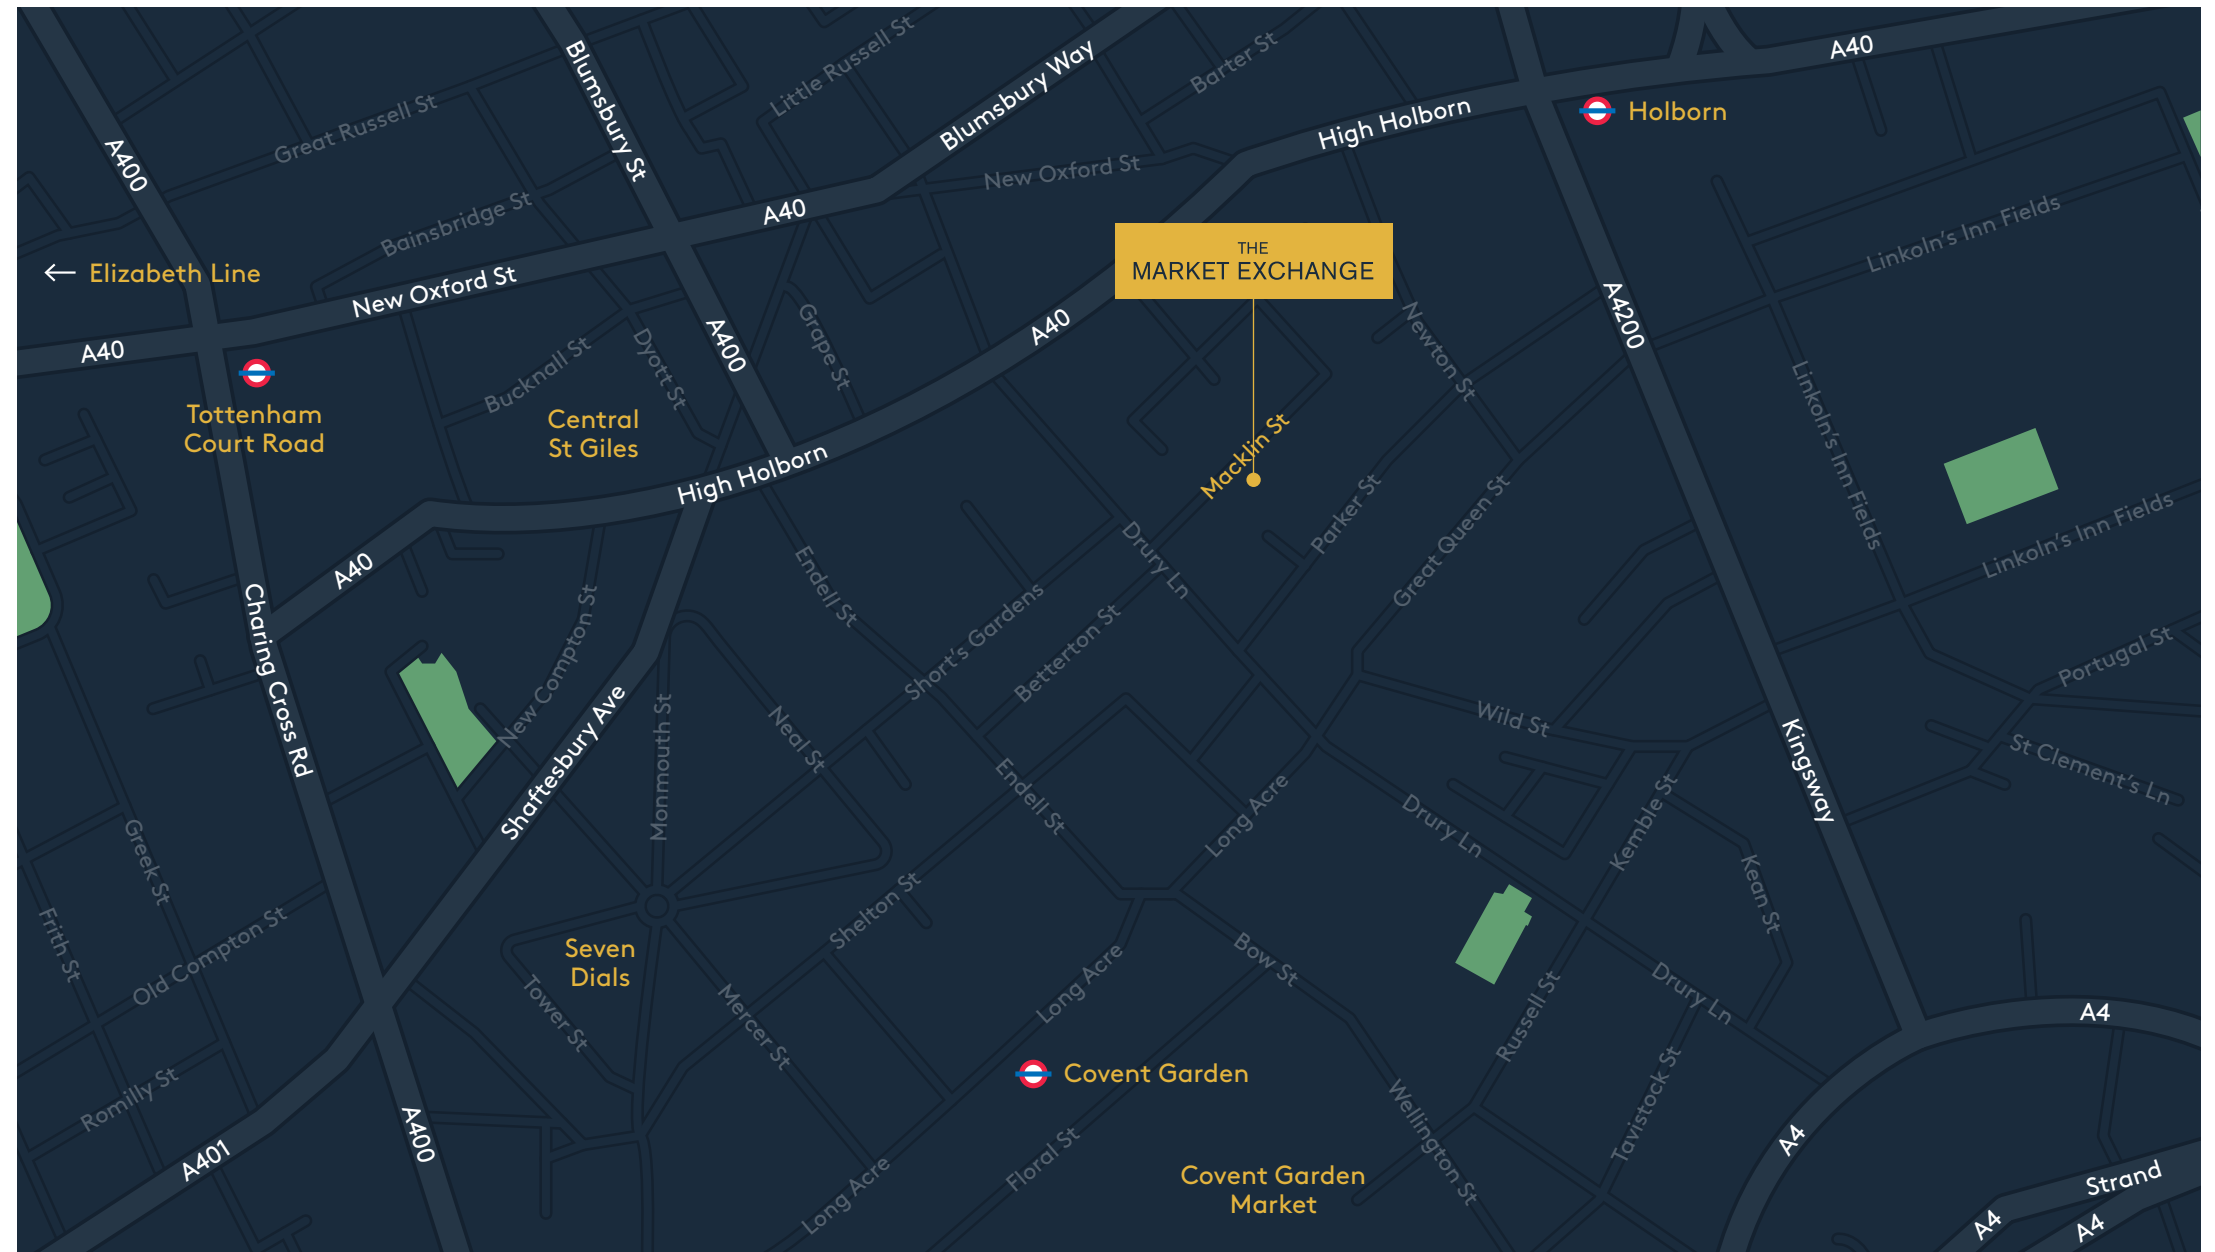 A40
Little Russell St
Blumsbury St
Blumsbury Way
Barter St
Great Russell St
High Holborn
Holborn
A400
New Oxford St
Bainsbridge St
A40
Linkoln's Inn Fields
THE
MARKET EXCHANGE
Elizabeth Line
New Oxford St
A40
A40
A400
Grape St
Newton St
A4200
Bucknall St
Dyott St
Tottenham
Court Road
Central
St Giles
High Holborn
Macklin St
Linkoln's Inn Fields
Parker St
Great Queen St
Linkoln's Inn Fields
A40
Endell St
Drury Ln
Charing Cross Rd
New Compton St
Short's Gardens
Betterton St
Portugal St
Shaftesbury Ave
Monmouth St
Neal St
Wild St
Kingsway
St Clement's Ln
Endell St
Long Acre
Drury Ln
Kemble St
Greek St
Kean St
Shelton St
Frith St
Old Compton St
Seven
Dials
Tower St
Mercer St
Long Acre
Bow St
Russell St
Drury Ln
A4
Romilly St
Covent Garden
Wellington St
Tavistock St
A401
A400
Long Acre
Floral St
Covent Garden
Market
A4
Strand
A4
A4